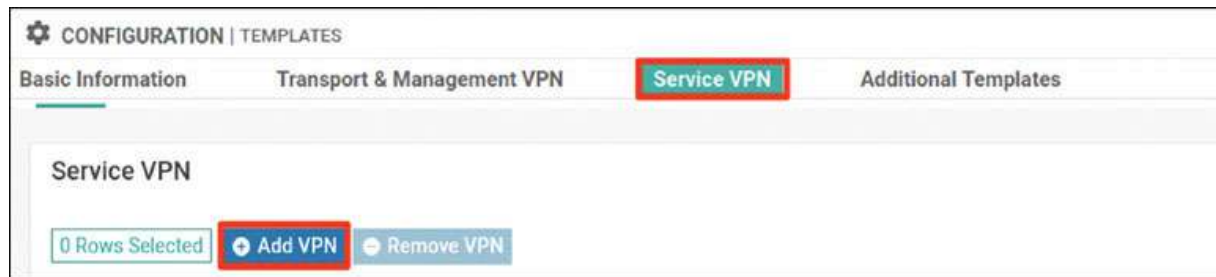 CONFIGURATION | TEMPLATES
Basic Information Transport & Management VPN Service VPN Additional Templates
Service VPN
0 Rows Selected Add VPN Remove VPN